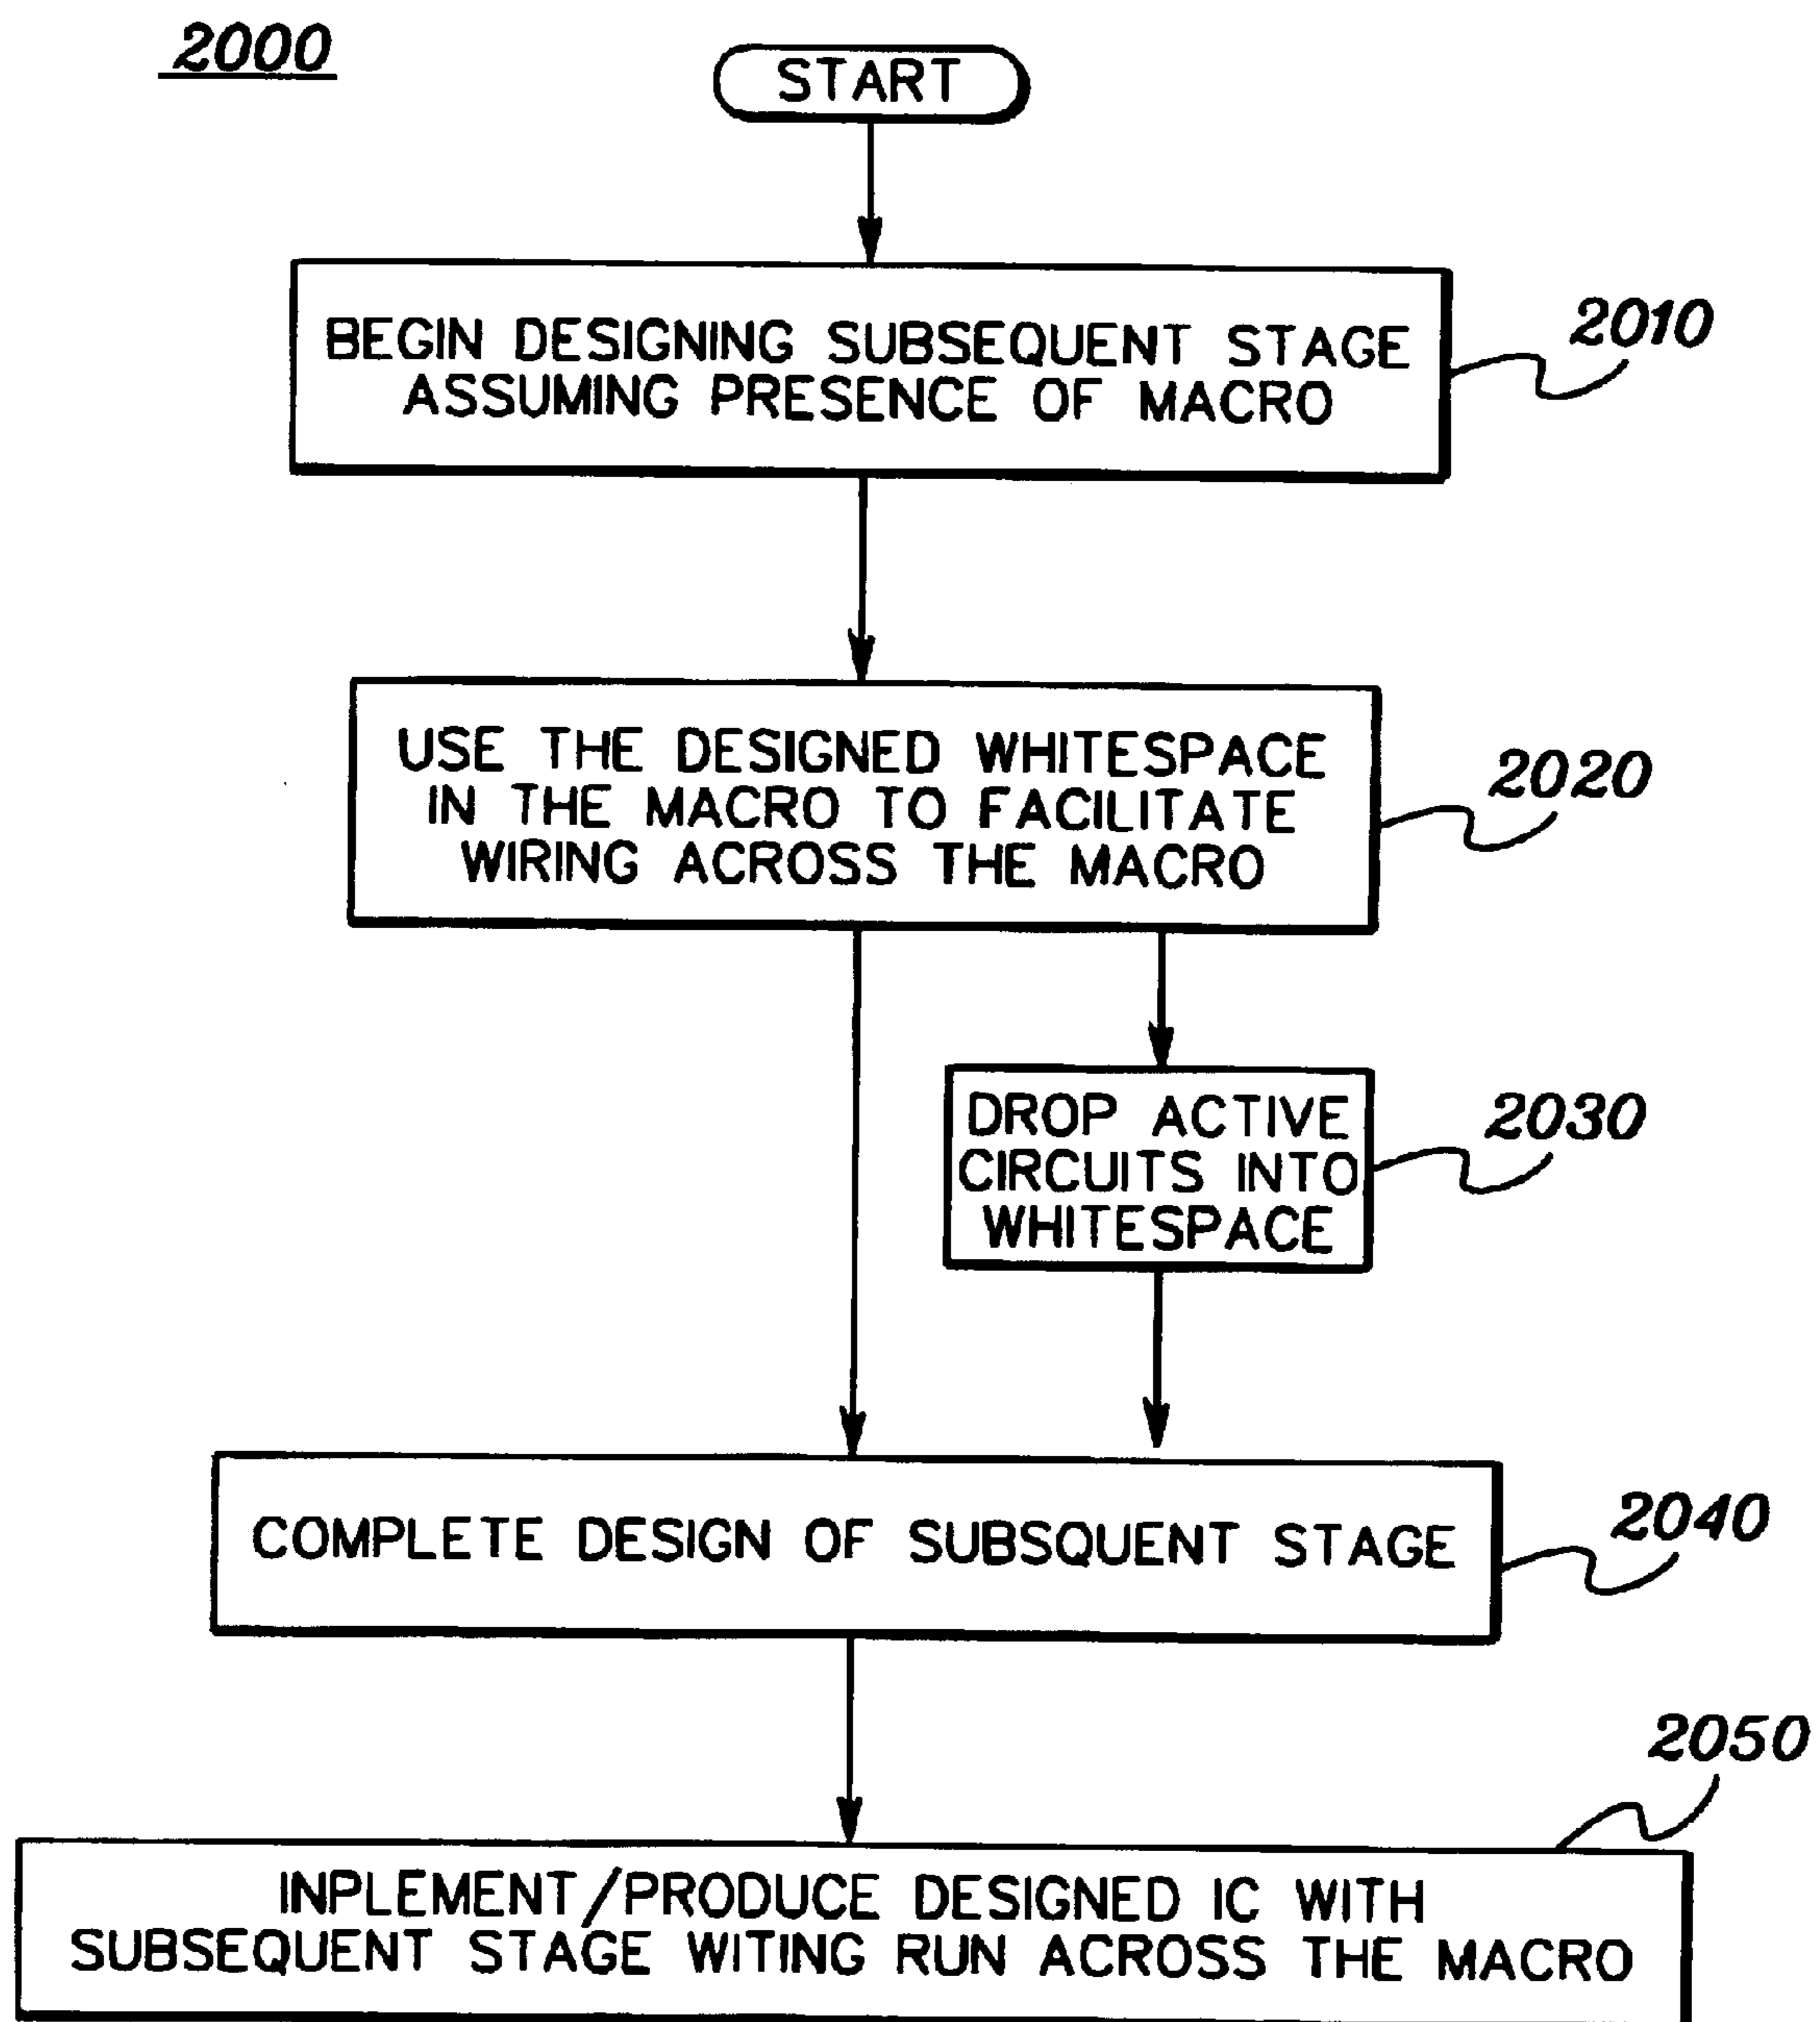 2000
START
BEGIN DESIGNING SUBSEQUENT STAGE
ASSUMING PRESENCE OF MACRO
2010
USE THE DESIGNED WHITESPACE
IN THE MACRO TO FACILITATE
WIRING ACROSS THE MACRO
2020
DROP ACTIVE
CIRCUITS INTO
WHITESPACE
2030
COMPLETE DESIGN OF SUBSQUENT STAGE
2040
2050
INPLEMENT/PRODUCE DESIGNED IC WITH
SUBSEQUENT STAGE WITING RUN ACROSS THE MACRO